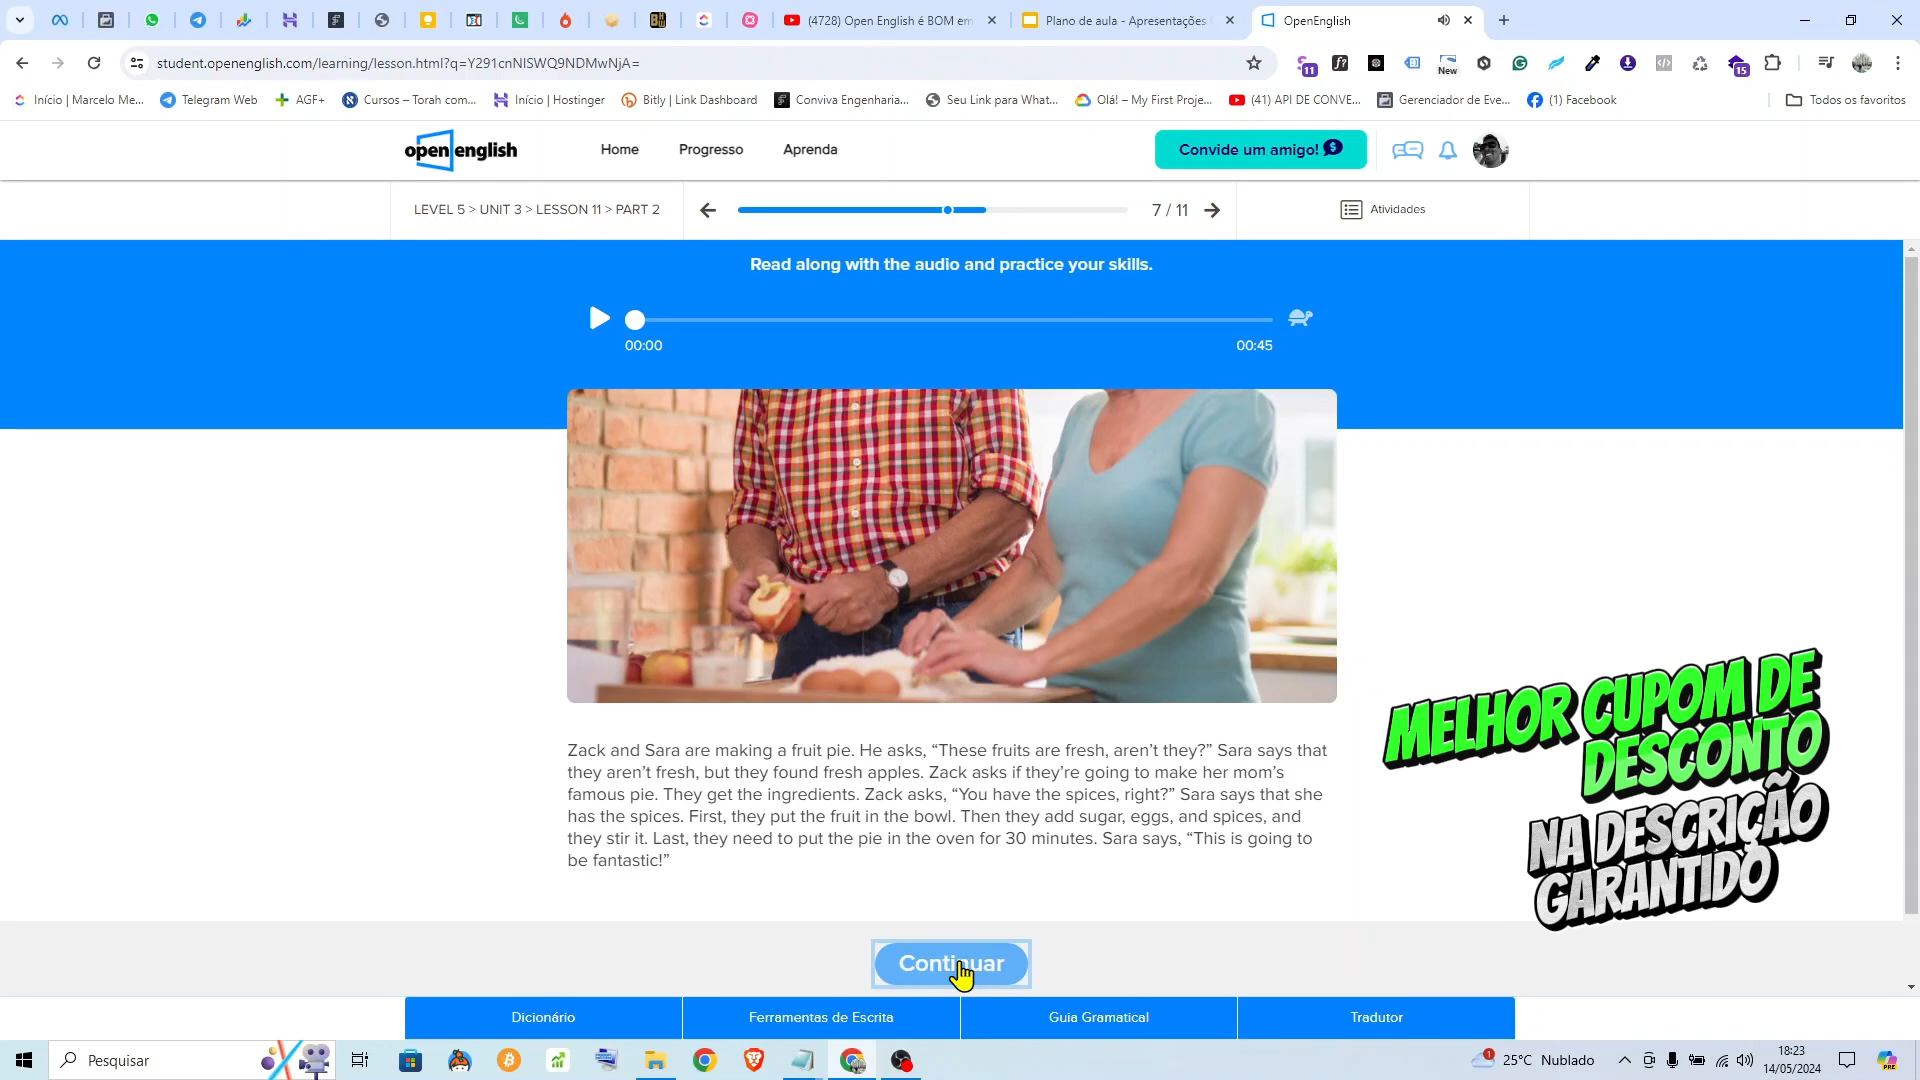 (4728) Open English é BOM em
Plano de aula - Apresentações
OpenEnglish
student.openenglish.com/learning/lesson.html?q=Y291cnNlSWQ9NDMwNjA=
11
New
15
Início | Marcelo Me...
Telegram Web
AGF+
Cursos – Torah com...
Início | Hostinger
Bitly | Link Dashboard
Conviva Engenharia...
Seu Link para What...
Olá! – My First Proje...
(41) API DE CONVE...
Gerenciador de Eve...
(1) Facebook
Todos os favoritos
open english
Home
Progresso
Aprenda
Convide um amigo!
LEVEL 5 > UNIT 3 > LESSON 11 > PART 2
7 / 11
Atividades
Read along with the audio and practice your skills.
00:00
00:45
Zack and Sara are making a fruit pie. He asks, “These fruits are fresh, aren’t they?” Sara says that
they aren’t fresh, but they found fresh apples. Zack asks if they’re going to make her mom’s
famous pie. They get the ingredients. Zack asks, “You have the spices, right?” Sara says that she
has the spices. First, they put the fruit in the bowl. Then they add sugar, eggs, and spices, and
they stir it. Last, they need to put the pie in the oven for 30 minutes. Sara says, “This is going to
be fantastic!”
MELHOR CUPOM DE
DESCONTO
NA DESCRIÇÃO
GARANTIDO
Continuar
Dicionário
Ferramentas de Escrita
Guia Gramatical
Tradutor
Pesquisar
1
25°C Nublado
18:23
14/05/2024